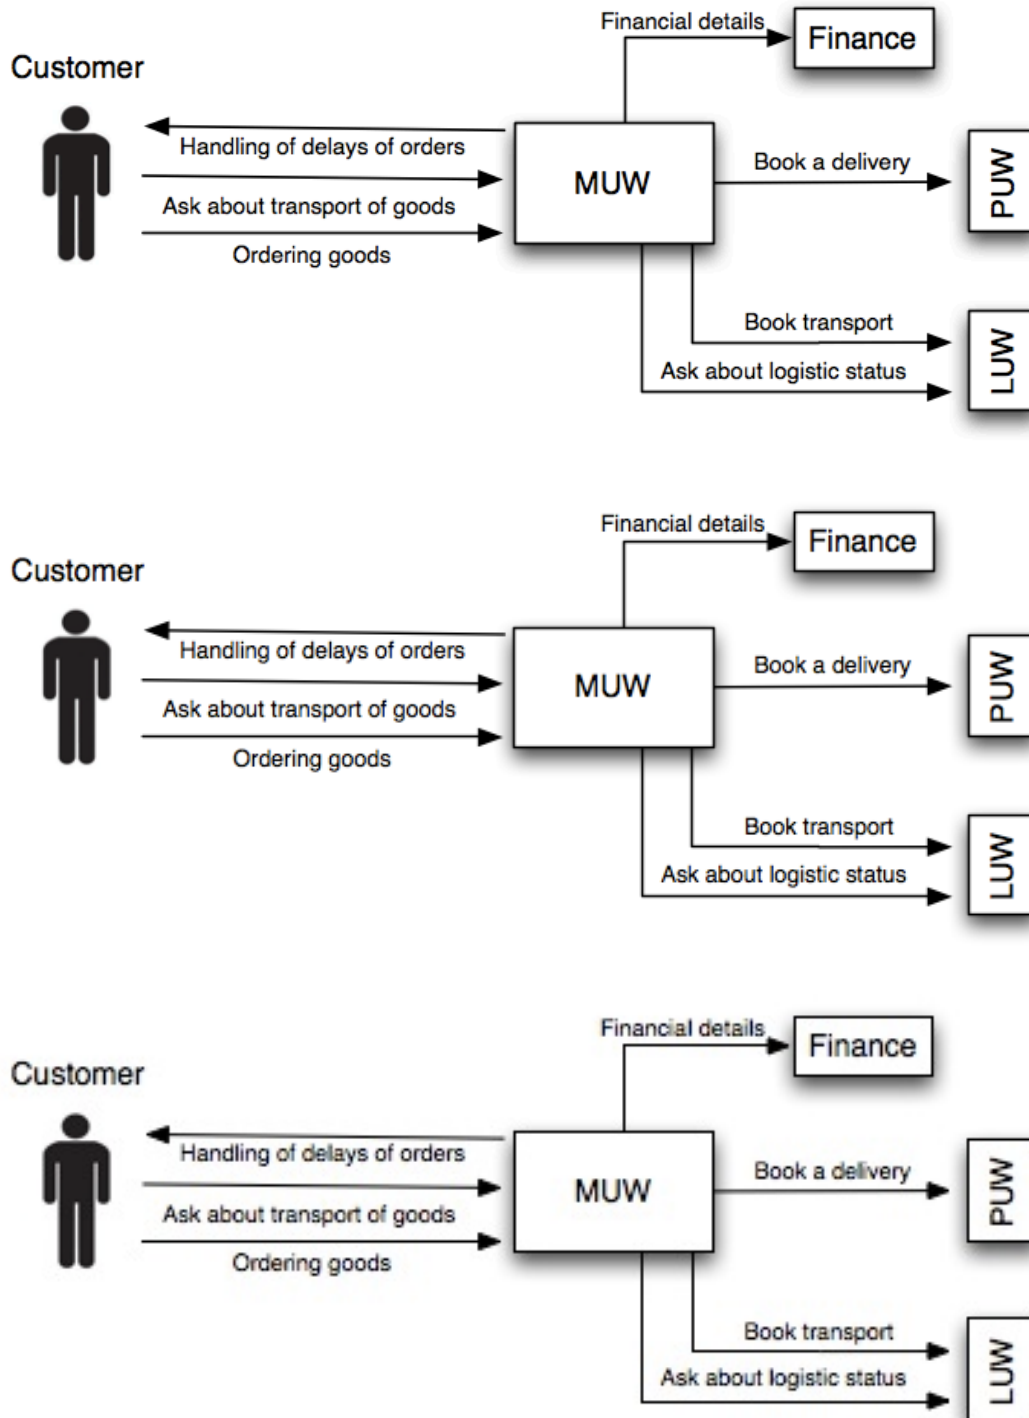 Financial details
Finance
Customer
Handling of delays of orders
MUW
Book a delivery
PUW
Ask about transport of goods
Ordering goods
Book transport
LUW
Ask about logistic status
Financial details
Finance
Customer
Handling of delays of orders
MUW
Book a delivery
PUW
Ask about transport of goods
Ordering goods
Book transport
LUW
Ask about logistic status
Financial details
Finance
Customer
Handling of delays of orders
MUW
Book a delivery
PUW
Ask about transport of goods
Ordering goods
Book transport
LUW
Ask about logistic status